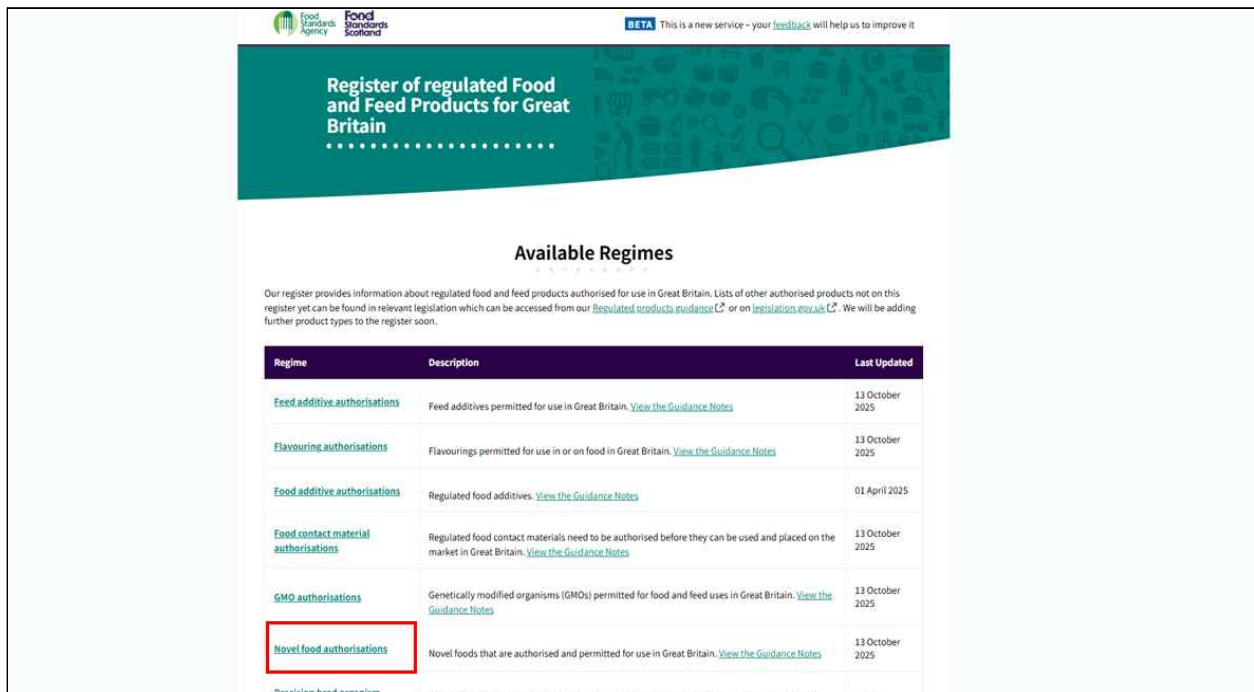 Food
Standards
Agency
Food
Standards
Scotland
BETA This is a new service – your feedback will help us to improve it
Register of regulated Food
and Feed Products for Great
Britain
Available Regimes
Our register provides information about regulated food and feed products authorised for use in Great Britain. Lists of other authorised products not on this
register yet can be found in relevant legislation which can be accessed from our Regulated products guidance or on legislation.gov.uk. We will be adding
further product types to the register soon.
Regime Description Last Updated
Feed additive authorisations Feed additives permitted for use in Great Britain. View the Guidance Notes 13 October
2025
Flavouring authorisations Flavourings permitted for use in or on food in Great Britain. View the Guidance Notes 13 October
2025
Food additive authorisations Regulated food additives. View the Guidance Notes 01 April 2025
Food contact material
authorisations
Regulated food contact materials need to be authorised before they can be used and placed on the
market in Great Britain. View the Guidance Notes
13 October
2025
GMO authorisations
Genetically modified organisms (GMOs) permitted for food and feed uses in Great Britain. View the
Guidance Notes
13 October
2025
Novel food authorisations Novel foods that are authorised and permitted for use in Great Britain. View the Guidance Notes 13 October
2025
Precision bred organism